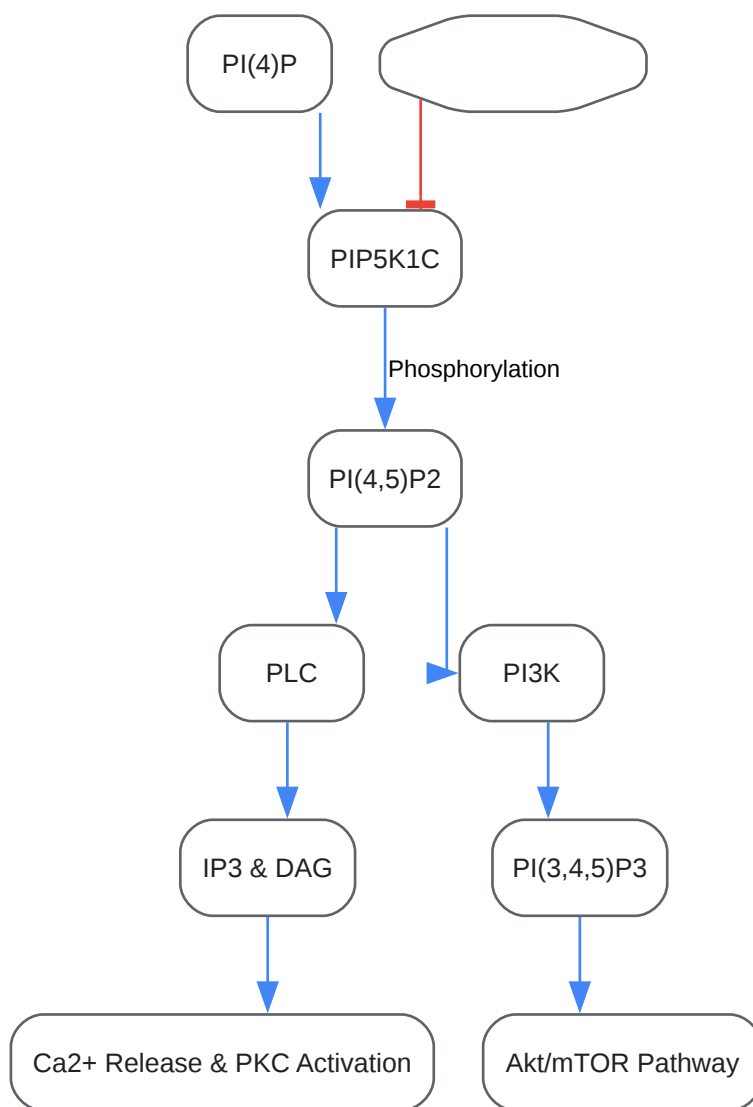 PI(4)P
PIP5K1C
Phosphorylation
PI(4,5)P2
PLC
PI3K
IP3 & DAG
PI(3,4,5)P3
Ca2+ Release & PKC Activation
Akt/mTOR Pathway